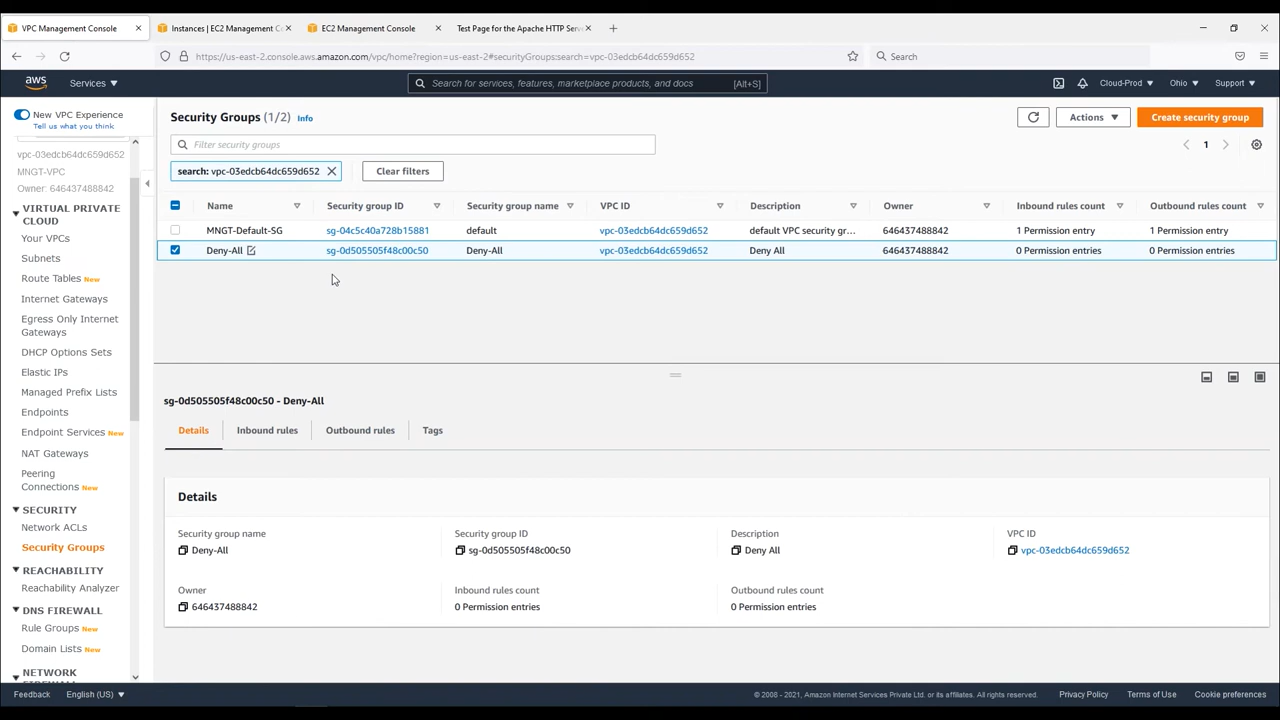 VPC Management Console
Instances | EC2 Management C
EC2 Management Console
Test Page for the Apache HTTP Serv
https://us-east-2.console.aws.amazon.com/vpc/home?region=us-east-2#securityGroups:search=vpc-03edcb64dc659d652
Search
aws
Services
Search for services, features, marketplace products, and docs
[Alt+S]
Cloud-Prod
Ohio
Support
New VPC Experience
Tell us what you think.
vpc-03edcb64dc659d652
MNGT-VPC
Owner: 646437488842
VIRTUAL PRIVATE
CLOUD
Your VPCs
Subnets
Route Tables New
Internet Gateways
Egress Only Internet
Gateways
DHCP Options Sets
Elastic IPs
Managed Prefix Lists
Endpoints
Endpoint Services New
NAT Gateways
Peering
Connections New
SECURITY
Network ACLs
Security Groups
REACHABILITY
Reachability Analyzer
DNS FIREWALL
Rule Groups New
Domain Lists New
NETWORK
FIREWALL
Security Groups (1/2) Info
Actions
Create security group
Filter security groups
1
search: vpc-03edcb64dc659d652
Clear filters
Name Security group ID Security group name VPC ID Description Owner Inbound rules count Outbound rules count
MNGT-Default-SG sg-04c5c40a728b15881 default vpc-03edcb64dc659d652 default VPC security gr... 646437488842 1 Permission entry 1 Permission entry
Deny-All sg-0d505505f48c00c50 Deny-All vpc-03edcb64dc659d652 Deny All 646437488842 0 Permission entries 0 Permission entries
sg-0d505505f48c00c50 - Deny-All
Details Inbound rules Outbound rules Tags
Details
Security group name Security group ID Description VPC ID
Deny-All sg-0d505505f48c00c50 Deny All vpc-03edcb64dc659d652
Owner Inbound rules count Outbound rules count
646437488842 0 Permission entries 0 Permission entries
Feedback English (US) © 2008 - 2021, Amazon Internet Services Private Ltd. or its affiliates. All rights reserved. Privacy Policy Terms of Use Cookie preferences